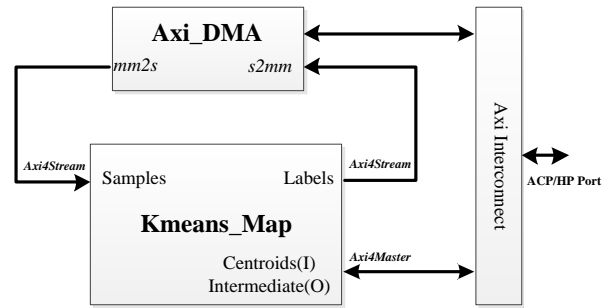 Axi_DMA
mm2s
s2mm
Axi4Stream
Axi4Stream
Samples
Labels
Kmeans_Map
Centroids(I)
Intermediate(O)
Axi4Master
Axi Interconnect
ACP/HP Port